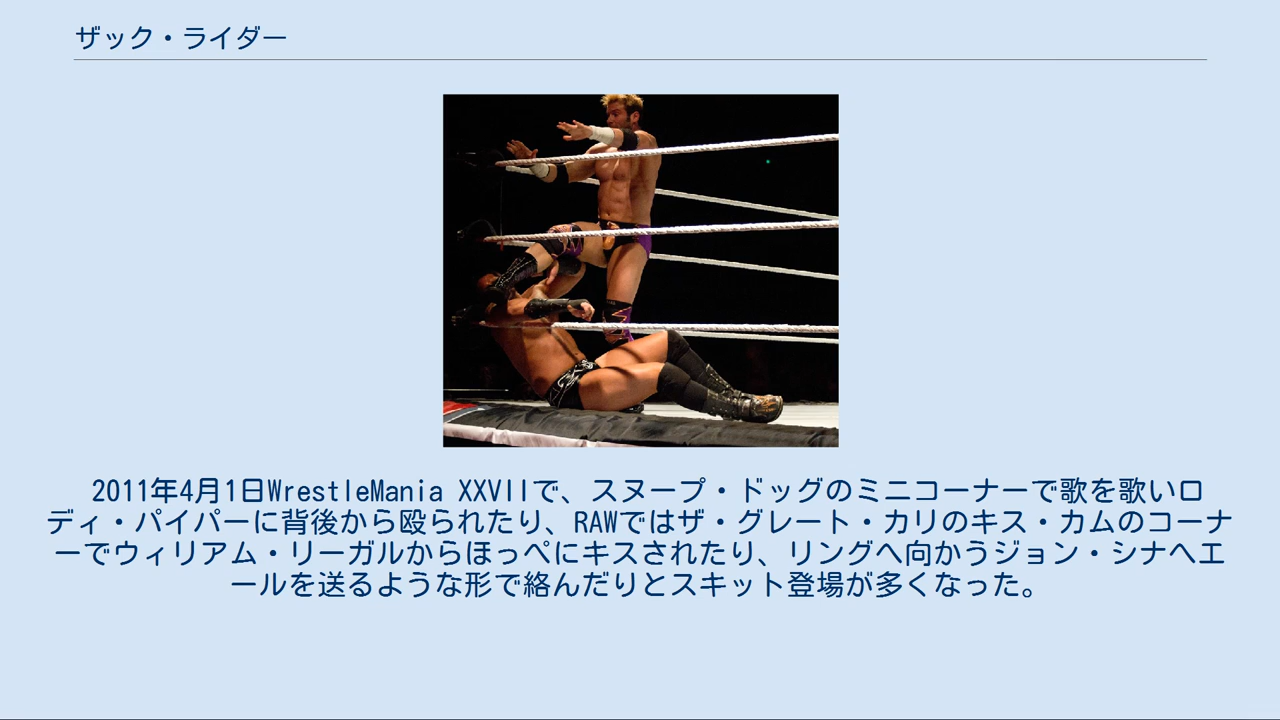 ザック・ライダー
2011年4月1日WrestleMania XXVIIで、スヌープ・ドッグのミニコーナーで歌を歌いロ
ディ・パイパーに背後から殴られたり、RAWではザ・グレート・カリのキス・カムのコーナ
ーでウィリアム・リーガルからほっぺにキスされたり、リングへ向かうジョン・シナへエ
ールを送るような形で絡んだりとスキット登場が多くなった。